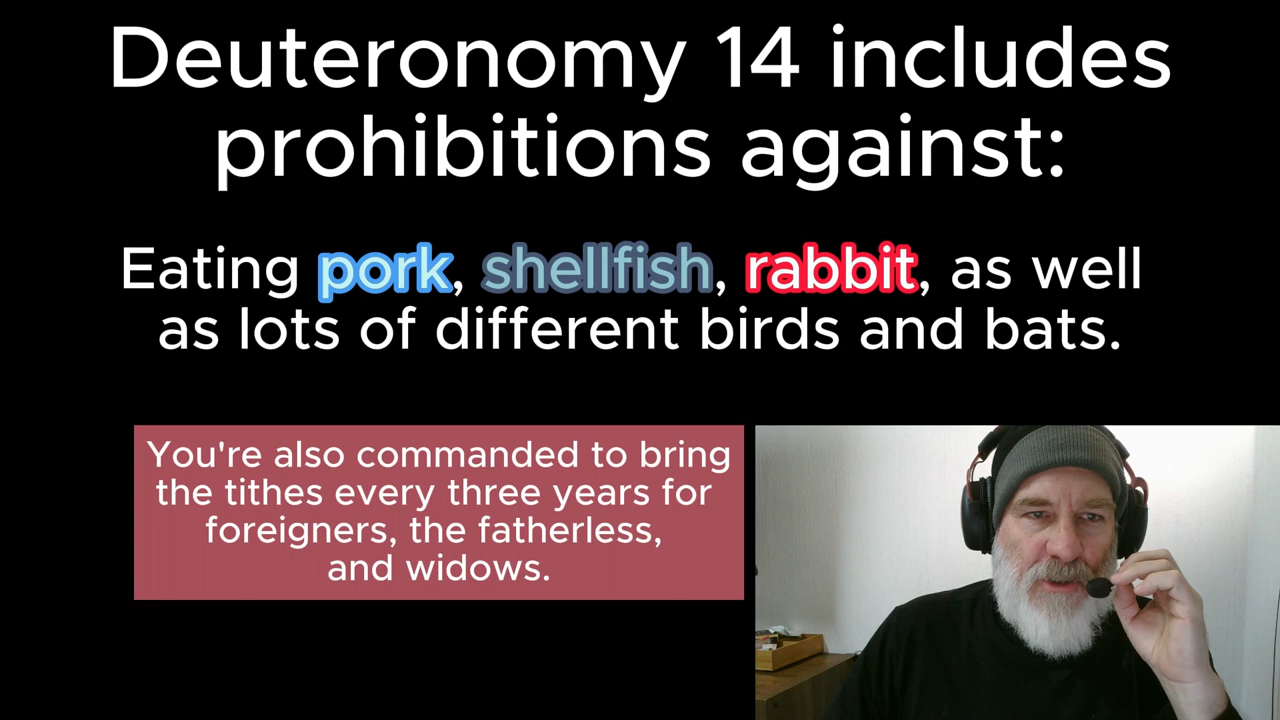 Deuteronomy 14 includes
prohibitions against:
Eating pork, shellfish, rabbit, as well
as lots of different birds and bats.
You're also commanded to bring
the tithes every three years for
foreigners, the fatherless,
and widows.